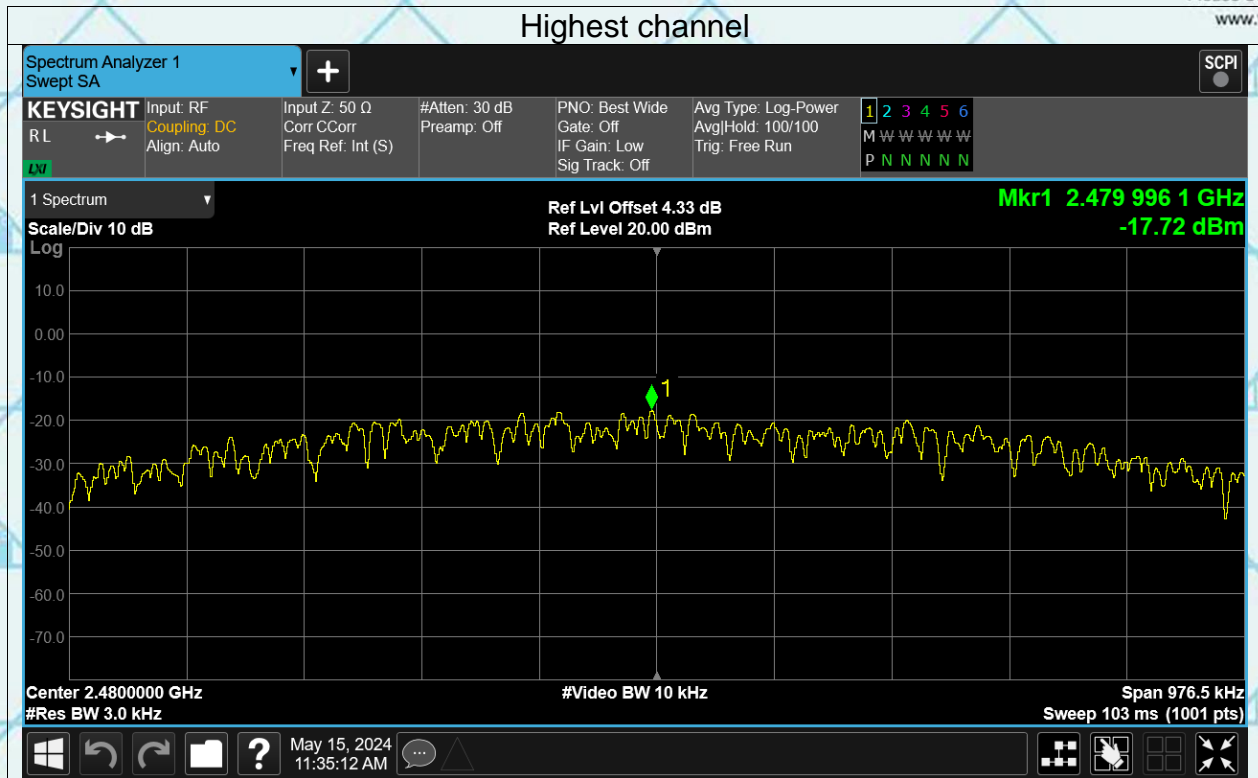 www.
Highest channel
Spectrum Analyzer 1
Swept SA
+
SCPI
KEYSIGHT
R L
LXI
Input: RF
Coupling: DC
Align: Auto
Input Z: 50 Ω
Corr CCorr
Freq Ref: Int (S)
#Atten: 30 dB
Preamp: Off
PNO: Best Wide
Gate: Off
IF Gain: Low
Sig Track: Off
Avg Type: Log-Power
Avg|Hold: 100/100
Trig: Free Run
1 2 3 4 5 6
M W W W W W
P N N N N N
1 Spectrum
Scale/Div 10 dB
Ref Lvl Offset 4.33 dB
Ref Level 20.00 dBm
Mkr1 2.479 996 1 GHz
-17.72 dBm
Log
10.0
0.00
-10.0
1
-20.0
-30.0
-40.0
-50.0
-60.0
-70.0
Center 2.4800000 GHz
#Video BW 10 kHz
Span 976.5 kHz
#Res BW 3.0 kHz
Sweep 103 ms (1001 pts)
?
May 15, 2024
11:35:12 AM